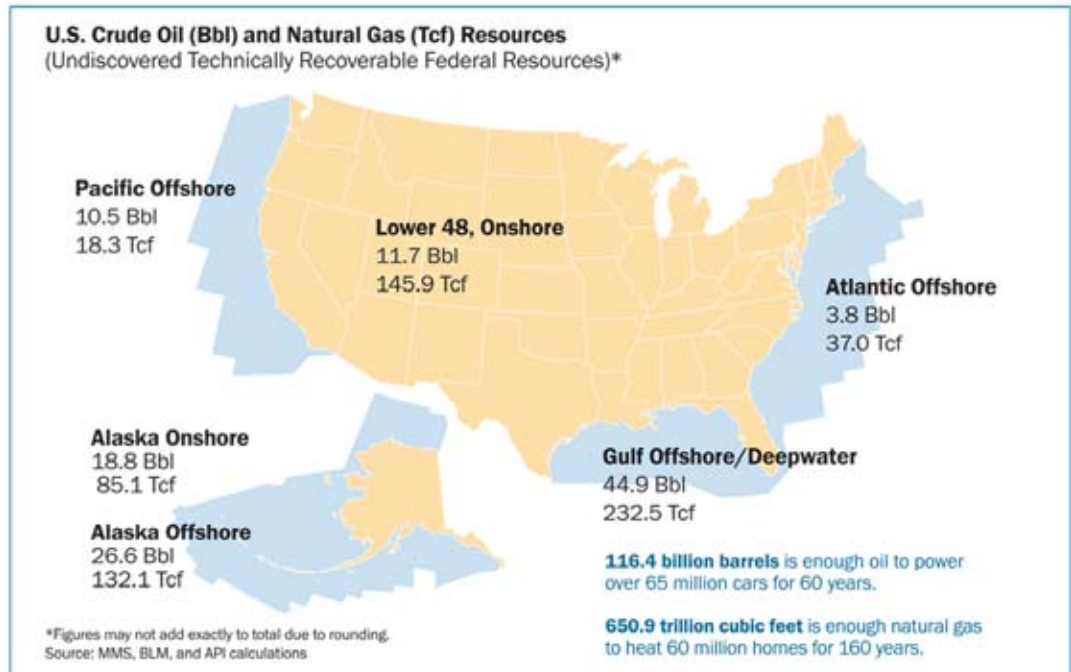 U.S. Crude Oil (Bbl) and Natural Gas (Tcf) Resources
(Undiscovered Technically Recoverable Federal Resources)*
Pacific Offshore
10.5 Bbl
18.3 Tcf
Lower 48, Onshore
11.7 Bbl
145.9 Tcf
Atlantic Offshore
3.8 Bbl
37.0 Tcf
Alaska Onshore
18.8 Bbl
85.1 Tcf
Gulf Offshore/Deepwater
44.9 Bbl
232.5 Tcf
Alaska Offshore
26.6 Bbl
132.1 Tcf
116.4 billion barrels is enough oil to power
over 65 million cars for 60 years.
650.9 trillion cubic feet is enough natural gas
to heat 60 million homes for 160 years.
*Figures may not add exactly to total due to rounding.
Source: MMS, BLM, and API calculations